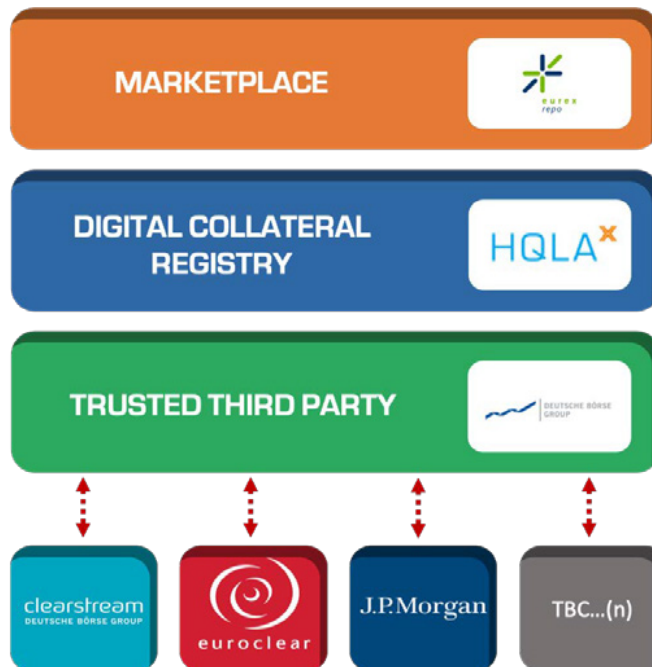 MARKETPLACE
eurex
repo
DIGITAL COLLATERAL
REGISTRY
HQLAx
TRUSTED THIRD PARTY
DEUTSCHE BÖRSE
GROUP
clearstream
DEUTSCHE BÖRSE GROUP
euroclear
J.P.Morgan
TBC...(n)